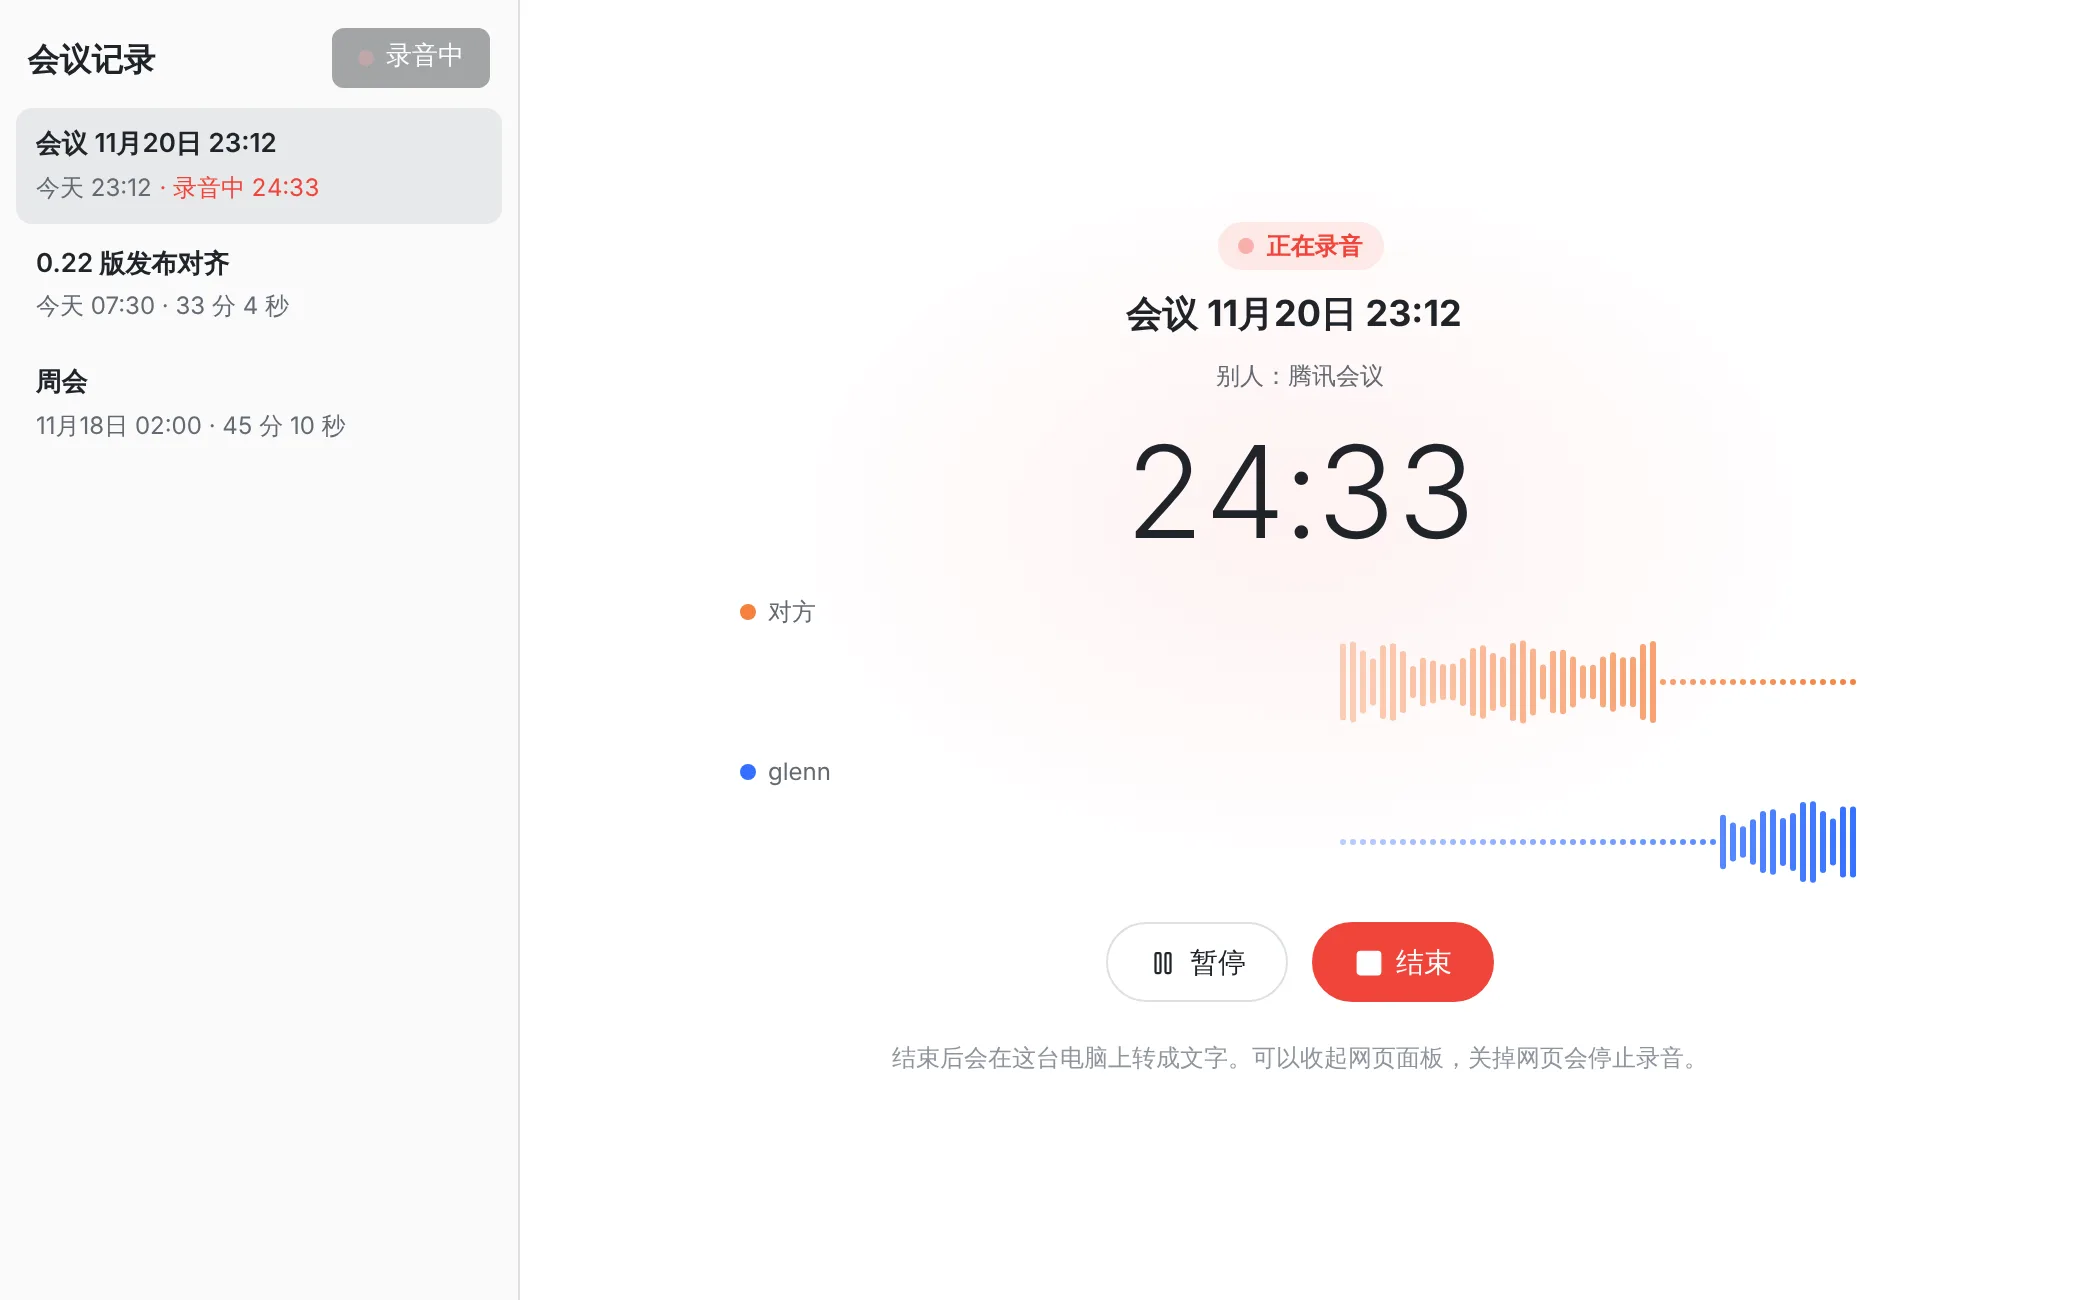 会议记录
录音中
会议 11月20日 23:12
今天 23:12 · 录音中 24:33
0.22 版发布对齐
今天 07:30 · 33 分 4 秒
周会
11月18日 02:00 · 45 分 10 秒
正在录音
会议 11月20日 23:12
别人：腾讯会议
24:33
对方
glenn
暂停
结束
结束后会在这台电脑上转成文字。可以收起网页面板，关掉网页会停止录音。